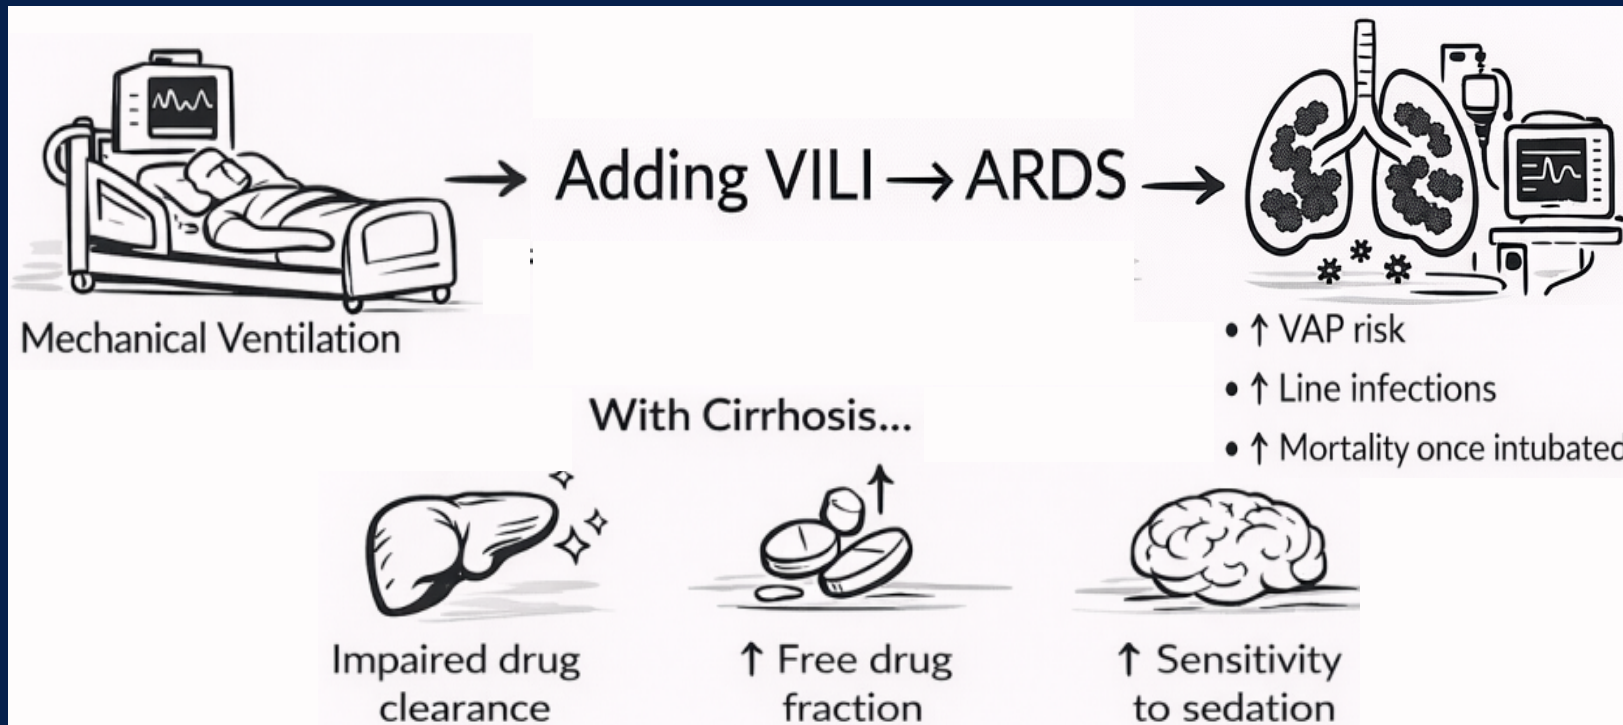 Adding VILI → ARDS
Mechanical Ventilation
• ↑ VAP risk
• ↑ Line infections
• ↑ Mortality once intubated
With Cirrhosis...
Impaired drug
clearance
↑ Free drug
fraction
↑ Sensitivity
to sedation